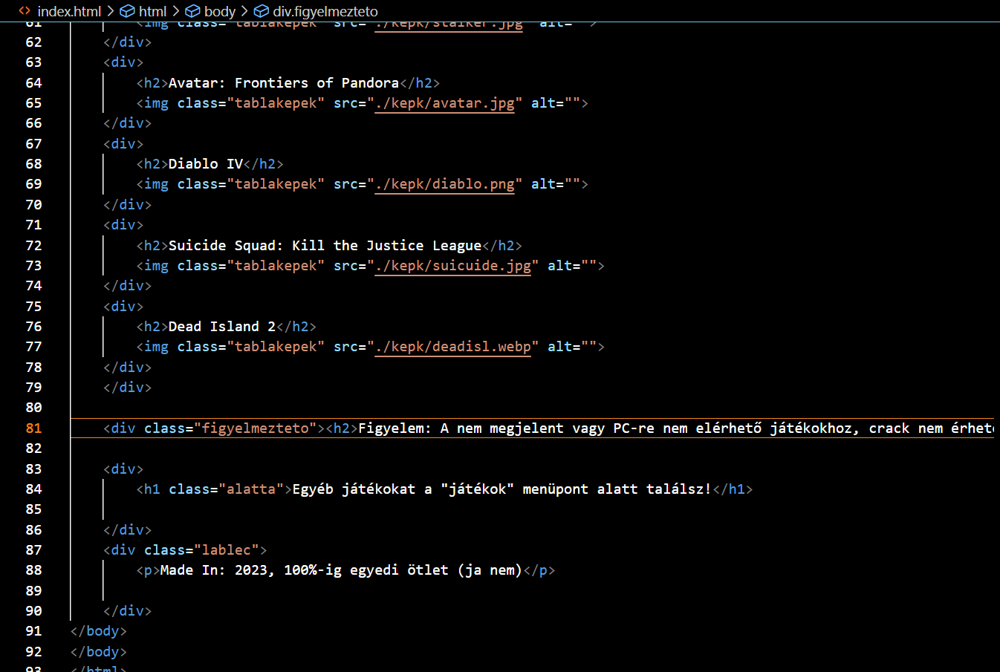 index.html > html > body > div.figyelmezteto
61 <img class="tablakepek" src="./kepk/stalker.jpg" alt="">
62 </div>
63 <div>
64 <h2>Avatar: Frontiers of Pandora</h2>
65 <img class="tablakepek" src="./kepk/avatar.jpg" alt="">
66 </div>
67 <div>
68 <h2>Diablo IV</h2>
69 <img class="tablakepek" src="./kepk/diablo.png" alt="">
70 </div>
71 <div>
72 <h2>Suicide Squad: Kill the Justice League</h2>
73 <img class="tablakepek" src="./kepk/suicuide.jpg" alt="">
74 </div>
75 <div>
76 <h2>Dead Island 2</h2>
77 <img class="tablakepek" src="./kepk/deadisl.webp" alt="">
78 </div>
79 </div>
80
81 <div class="figyelmezteto"><h2>Figyelem: A nem megjelent vagy PC-re nem elérhető játékokhoz, crack nem érhet
82
83 <div>
84 <h1 class="alatta">Egyéb játékokat a "játékok" menüpont alatt találsz!</h1>
85
86 </div>
87 <div class="lablec">
88 <p>Made In: 2023, 100%-ig egyedi ötlet (ja nem)</p>
89
90 </div>
91 </body>
92 </body>
93 </html>